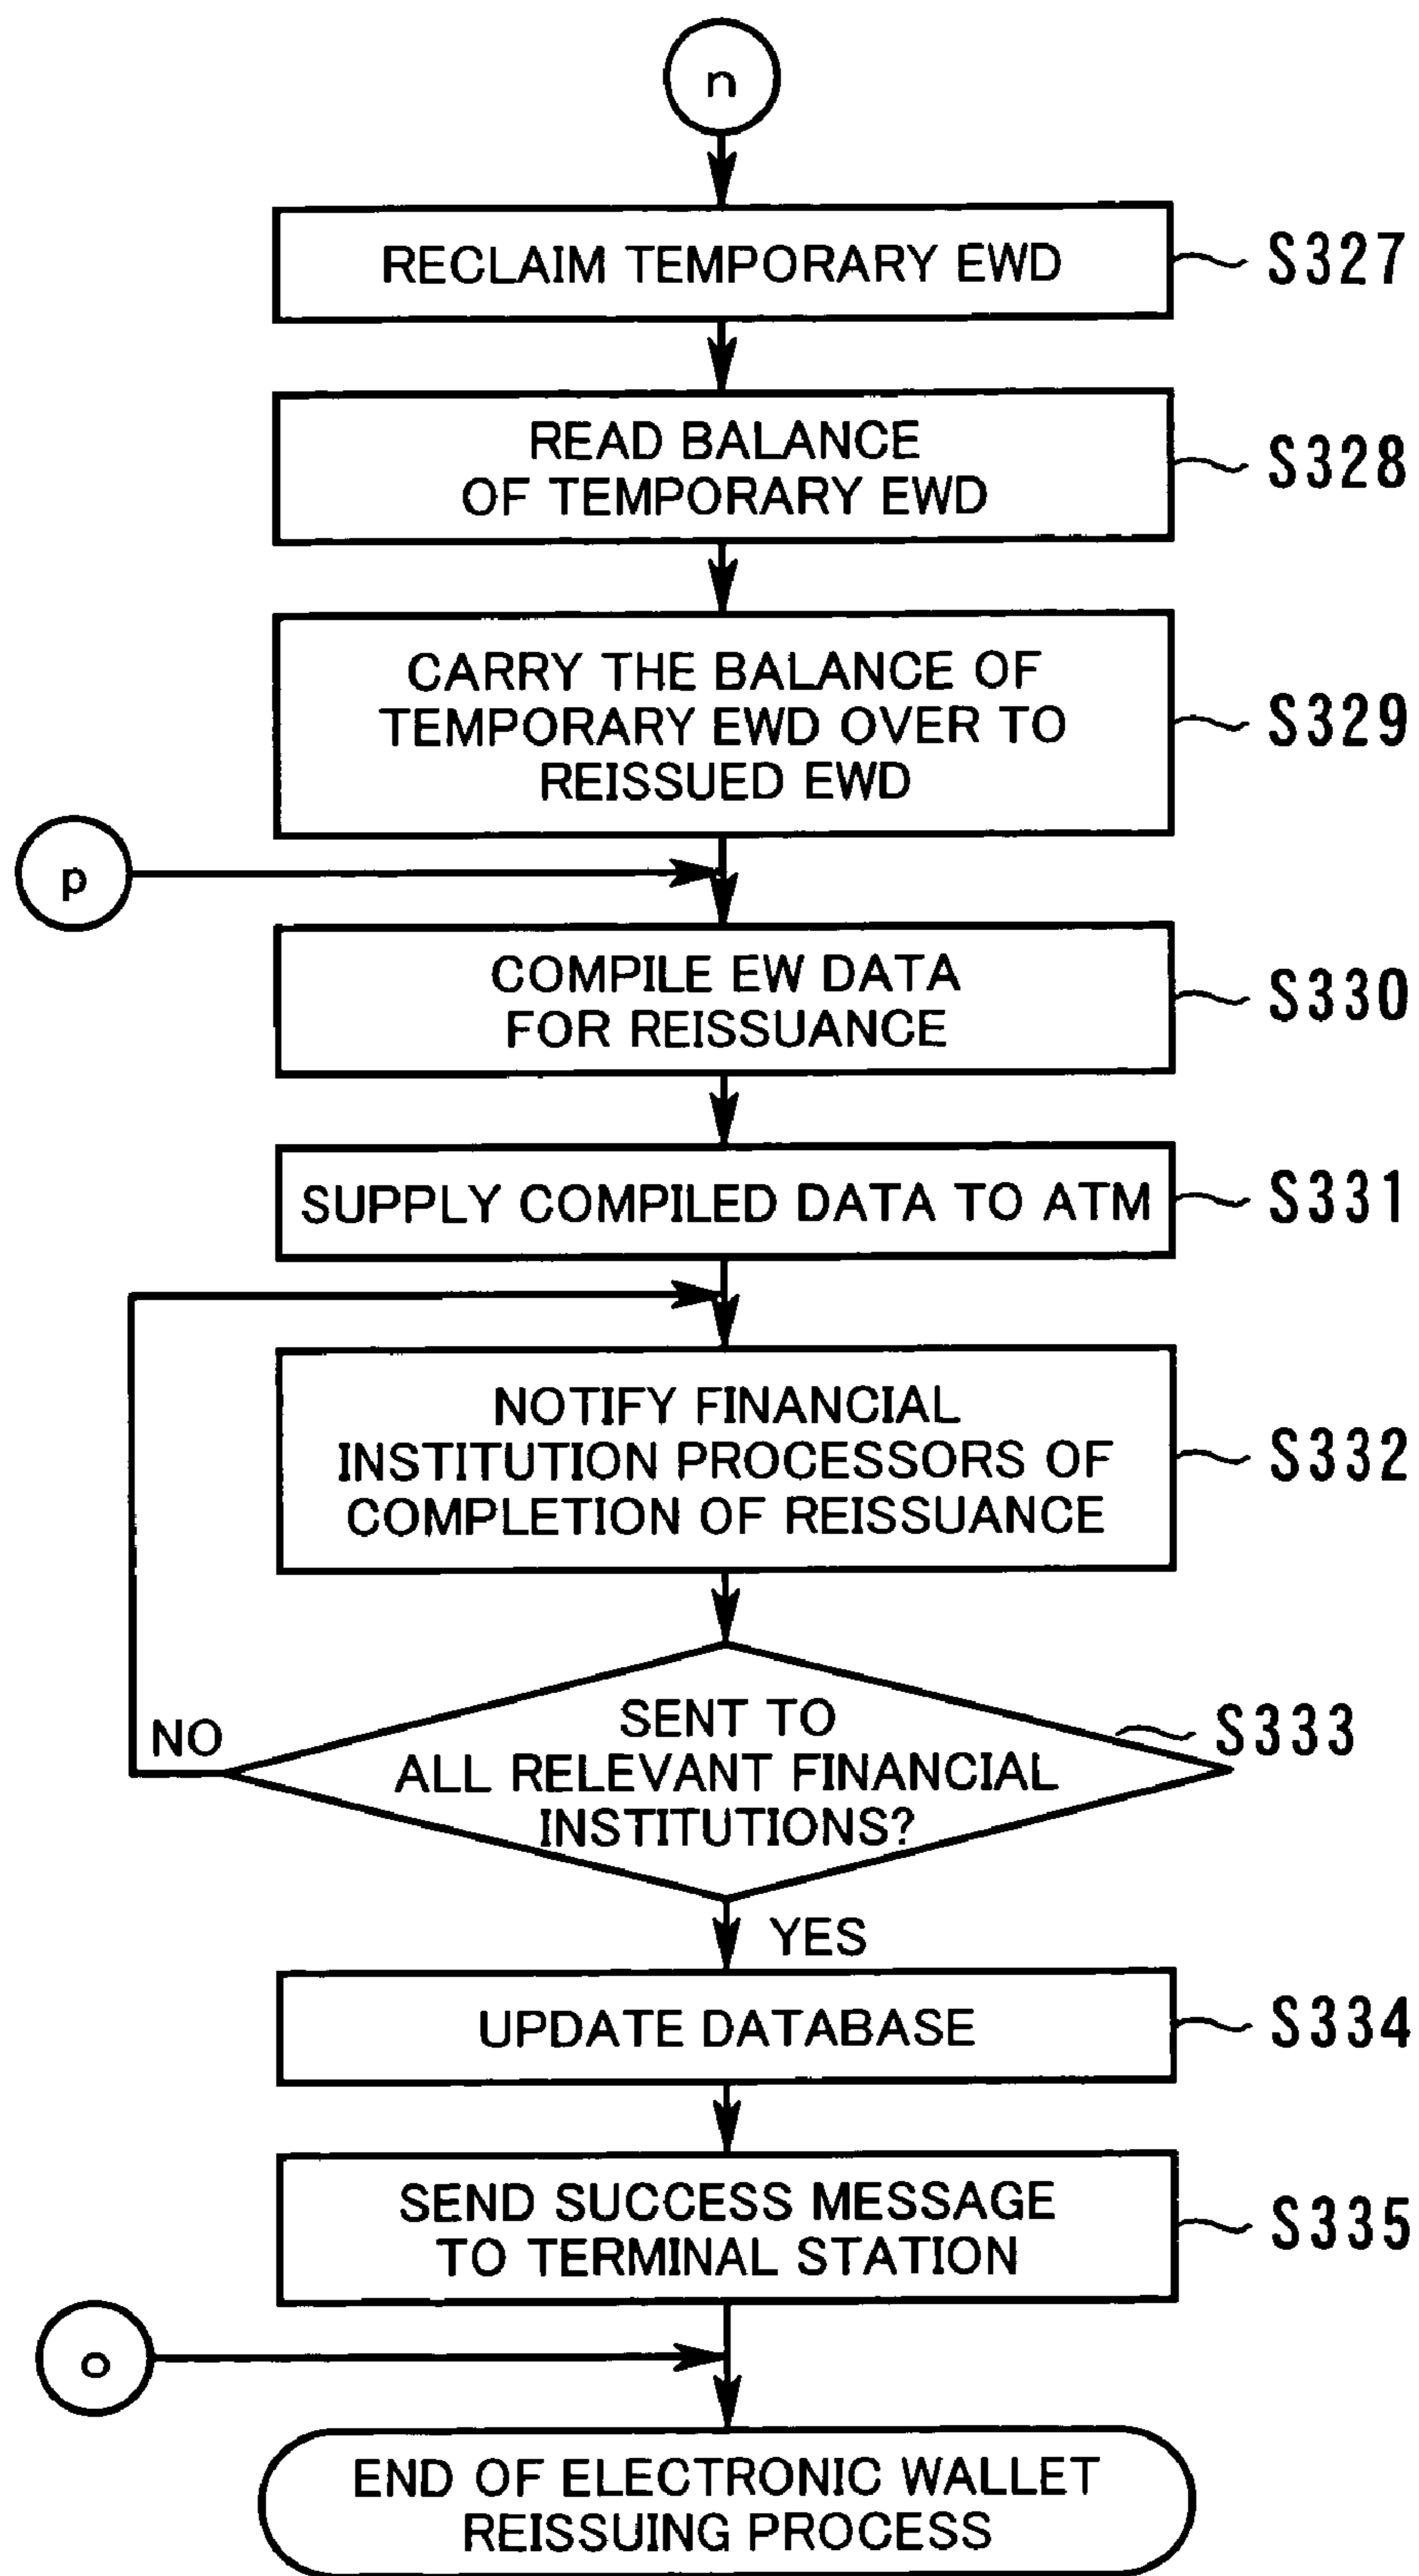 n
RECLAIM TEMPORARY EWD
S327
READ BALANCE
OF TEMPORARY EWD
S328
CARRY THE BALANCE OF
TEMPORARY EWD OVER TO
REISSUED EWD
S329
p
COMPILE EW DATA
FOR REISSUANCE
S330
SUPPLY COMPILED DATA TO ATM
S331
NOTIFY FINANCIAL
INSTITUTION PROCESSORS OF
COMPLETION OF REISSUANCE
S332
SENT TO
ALL RELEVANT FINANCIAL
INSTITUTIONS?
S333
NO
YES
UPDATE DATABASE
S334
SEND SUCCESS MESSAGE
TO TERMINAL STATION
S335
o
END OF ELECTRONIC WALLET
REISSUING PROCESS